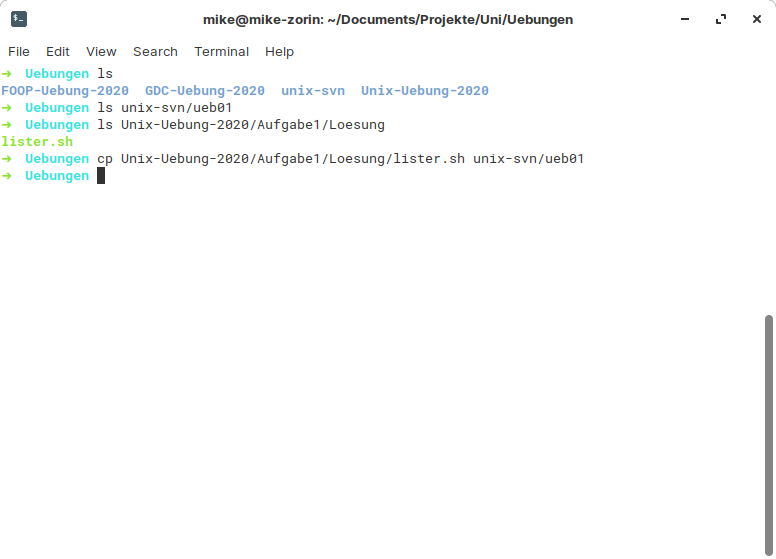 mike@mike-zorin: ~/Documents/Projekte/Uni/Uebungen
File Edit View Search Terminal Help
➜ Uebungen ls
FOOP-Uebung-2020 GDC-Uebung-2020 unix-svn Unix-Uebung-2020
➜ Uebungen ls unix-svn/ueb01
➜ Uebungen ls Unix-Uebung-2020/Aufgabe1/Loesung
lister.sh
➜ Uebungen cp Unix-Uebung-2020/Aufgabe1/Loesung/lister.sh unix-svn/ueb01
➜ Uebungen